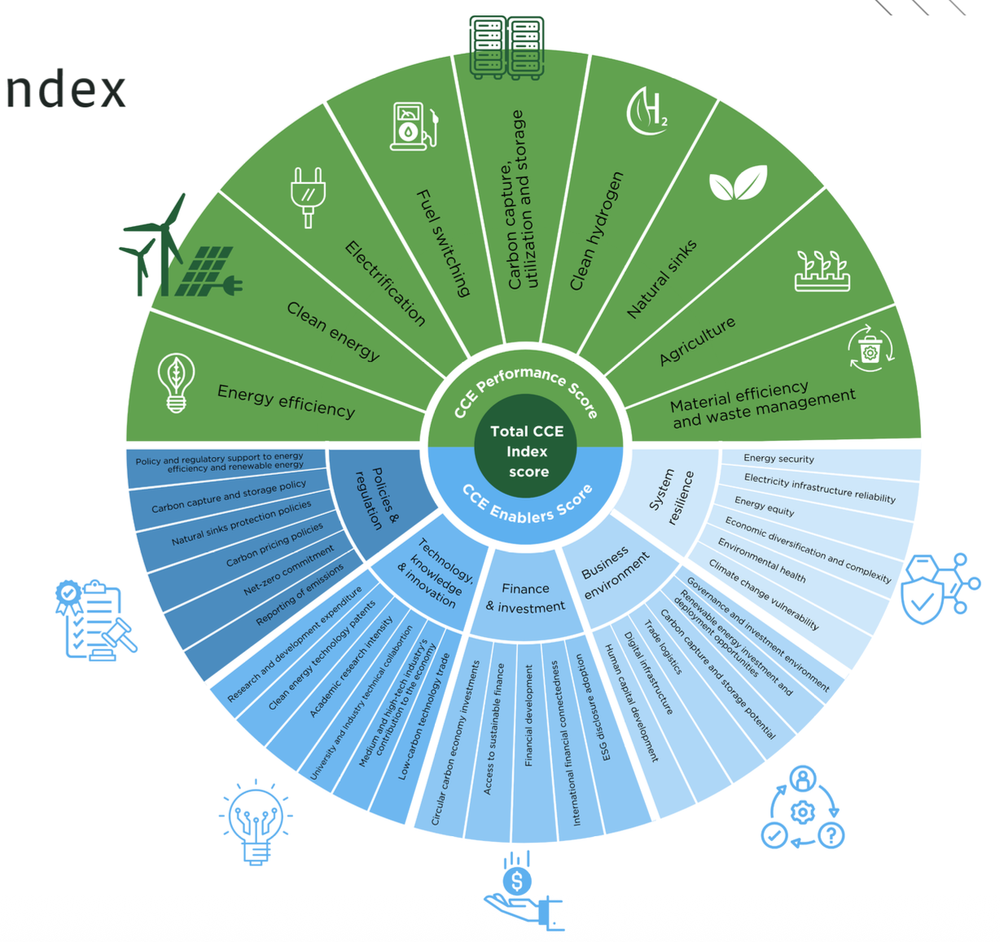 ndex
H2
Energy efficiency
Clean energy
Electrification
Fuel switching
Carbon capture,
utilization and storage
Clean hydrogen
Natural sinks
Agriculture
Material efficiency
and waste management
CCE Performance Score
Total CCE
Index
score
CCE Enablers Score
Policies &
regulation
Policy and regulatory support to energy
efficiency and renewable energy
Carbon capture and storage policy
Natural sinks protection policies
Carbon pricing policies
Net-zero commitment
Reporting of emissions
Technology,
knowledge
& innovation
Research and development expenditure
Clean energy technology patents
Academic research intensity
University and Industry technical collabortion
Medium and high-tech industry's
contribution to the economy
Low-carbon technology trade
Finance
& investment
Circular carbon economy investments
Access to sustainable finance
Financial development
International financial connectedness
ESG disclosure adoption
Business
environment
Human capital development
Digital infrastructure
Trade logistics
Carbon capture and storage potential
Renewable energy investment and
deployment opportunities
Governance and investment environment
System
resilience
Energy security
Electricity infrastructure reliability
Energy equity
Economic diversification and complexity
Environmental health
Climate change vulnerability
$
?